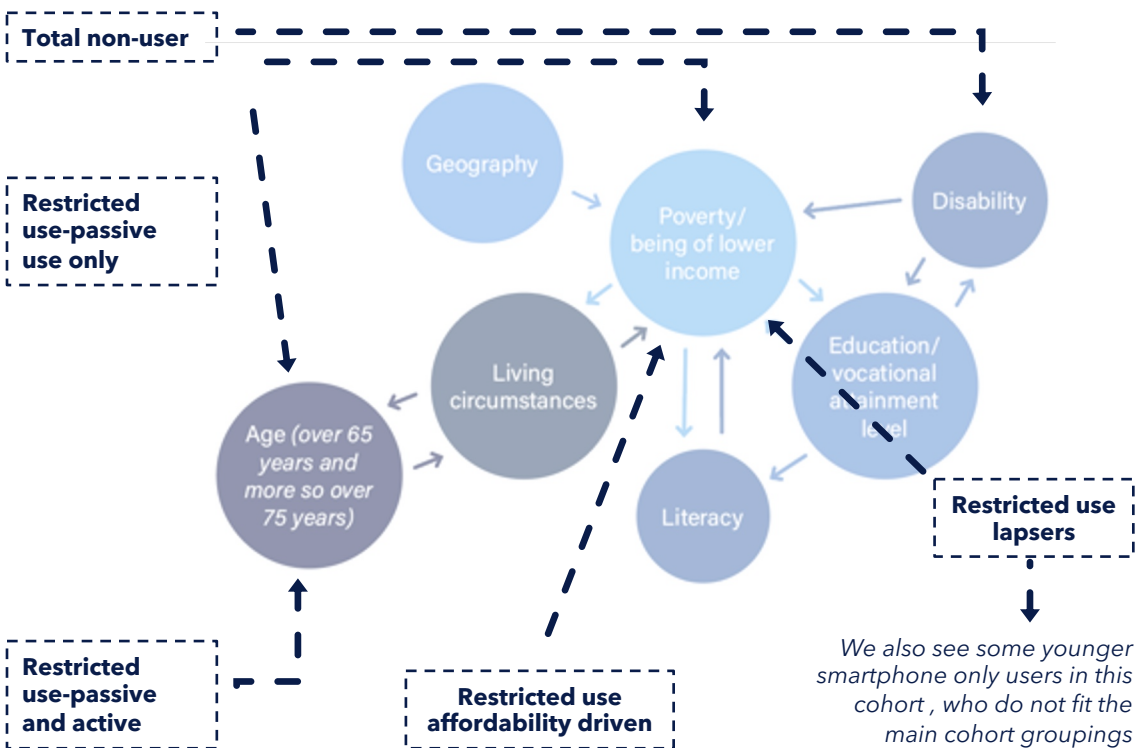 Total non-user
Geography
Poverty/
being of lower
income
Disability
Restricted
use-passive
use only
Living
circumstances
Education/
vocational
attainment
level
Age (over 65
years and
more so over
75 years)
Literacy
Restricted use
lapsers
Restricted
use-passive
and active
Restricted use
affordability driven
We also see some younger
smartphone only users in this
cohort , who do not fit the
main cohort groupings